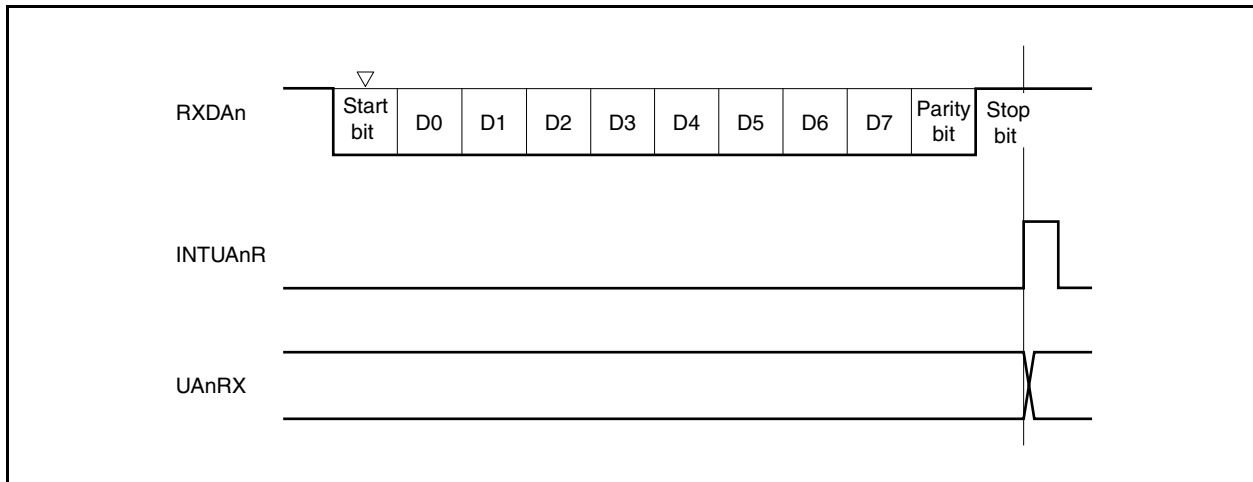 RXDAn
Start bit
D0
D1
D2
D3
D4
D5
D6
D7
Parity bit
Stop bit
INTUAnR
UAnRX